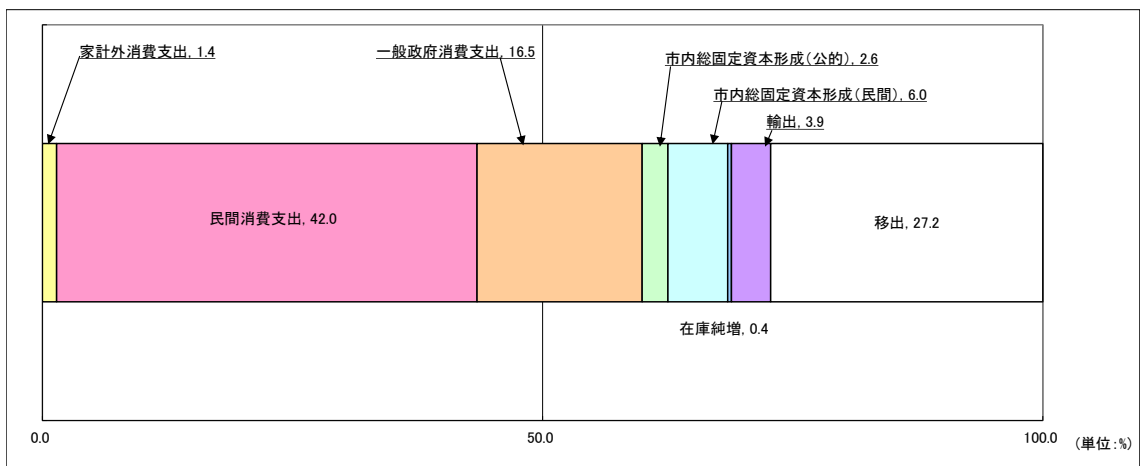 家計外消費支出, 1.4
一般政府消費支出, 16.5
市内総固定資本形成(公的), 2.6
市内総固定資本形成(民間), 6.0
輸出, 3.9
民間消費支出, 42.0
移出, 27.2
在庫純増, 0.4
0.0
50.0
100.0
(単位:%)